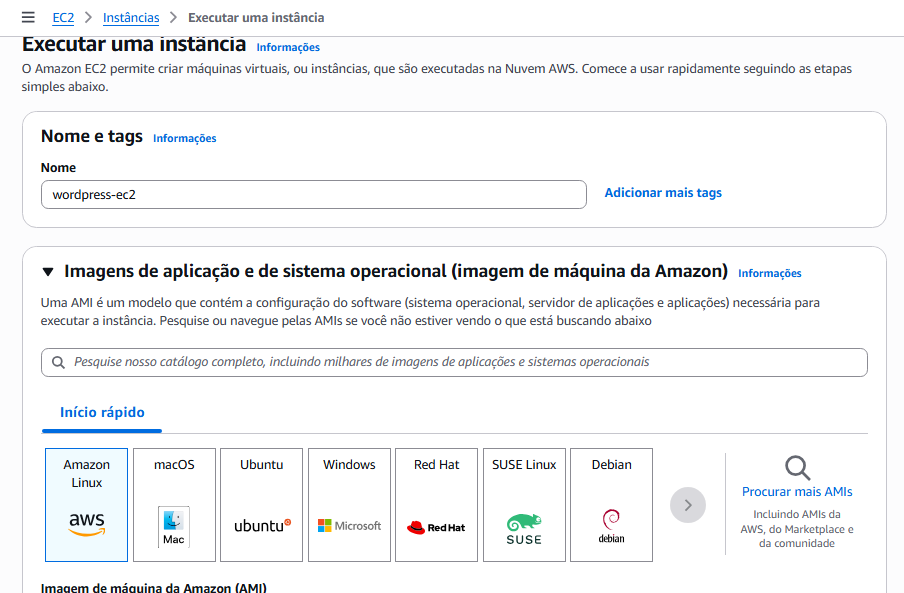 EC2 > Instâncias > Executar uma instância
Executar uma instância Informações
O Amazon EC2 permite criar máquinas virtuais, ou instâncias, que são executadas na Nuvem AWS. Comece a usar rapidamente seguindo as etapas
simples abaixo.
Nome e tags Informações
Nome
wordpress-ec2
Adicionar mais tags
Imagens de aplicação e de sistema operacional (imagem de máquina da Amazon) Informações
Uma AMI é um modelo que contém a configuração do software (sistema operacional, servidor de aplicações e aplicações) necessária para
executar a instância. Pesquise ou navegue pelas AMIs se você não estiver vendo o que está buscando abaixo
Pesquise nosso catálogo completo, incluindo milhares de imagens de aplicações e sistemas operacionais
Início rápido
Amazon
Linux
aws
macOS
Mac
Ubuntu
ubuntu
Windows
Microsoft
Red Hat
Red Hat
SUSE Linux
SUSE
Debian
debian
Procurar mais AMIs
Incluindo AMIs da
AWS, do Marketplace e
da comunidade
Imagem de máquina da Amazon (AMI)